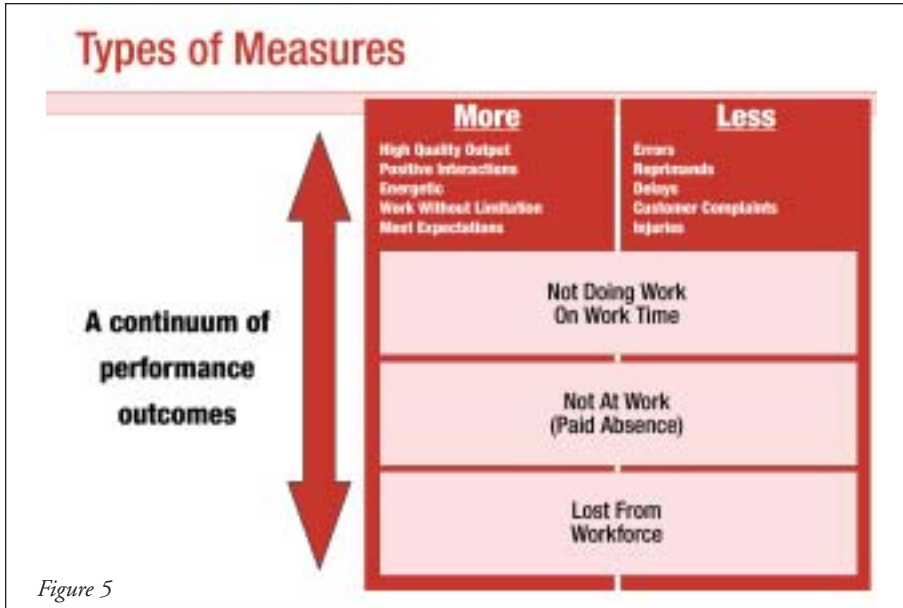 Types of Measures
More
High Quality Output
Positive Interactions
Energetic
Work Without Limitation
Meet Expectations
Less
Errors
Reprimands
Delays
Customer Complaints
Injuries
A continuum of
performance
outcomes
Not Doing Work
On Work Time
Not At Work
(Paid Absence)
Lost From
Workforce
Figure 5